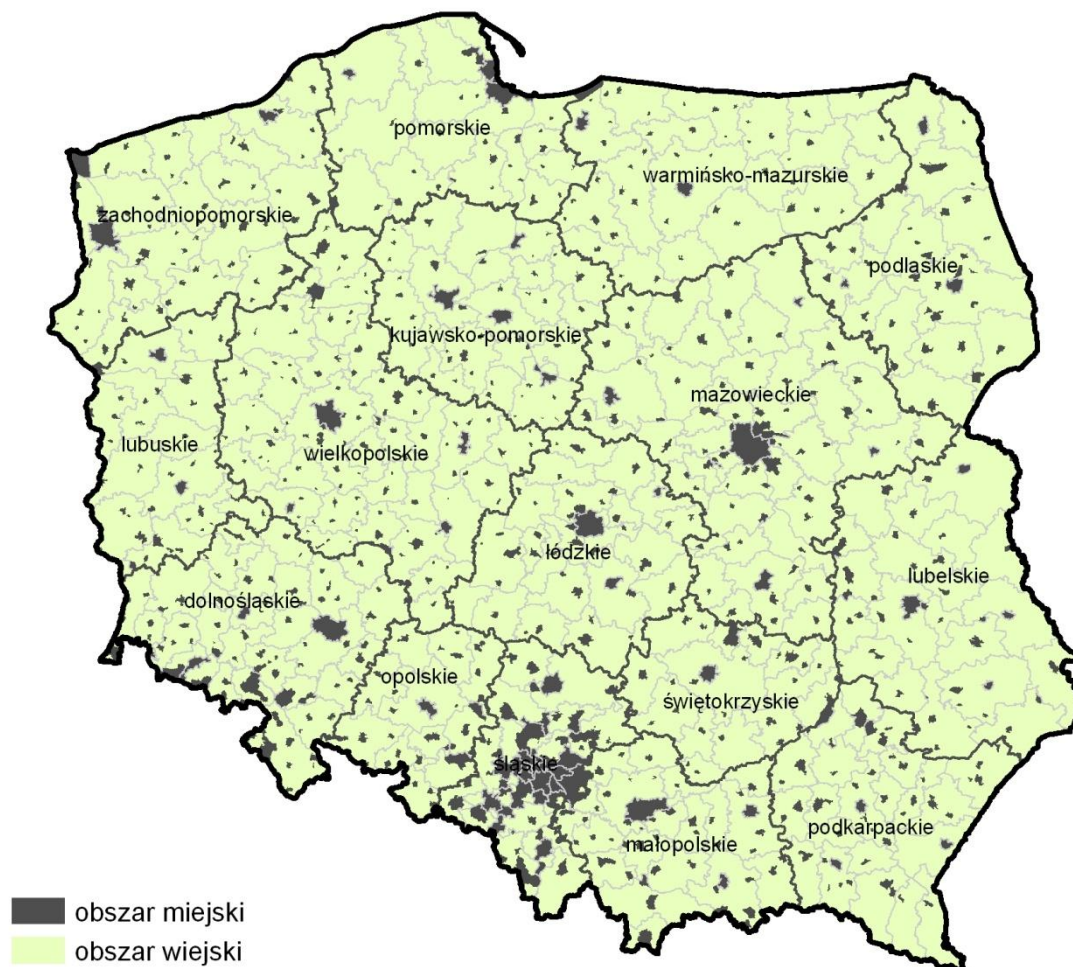 pomorskie
warmińsko-mazurskie
zachodniopomorskie
podlaskie
kujawsko-pomorskie
mazowieckie
lubuskie
wielkopolskie
łódzkie
lubelskie
dolnośląskie
opolskie
świętokrzyskie
śląskie
podkarpackie
małopolskie
obszar miejski
obszar wiejski